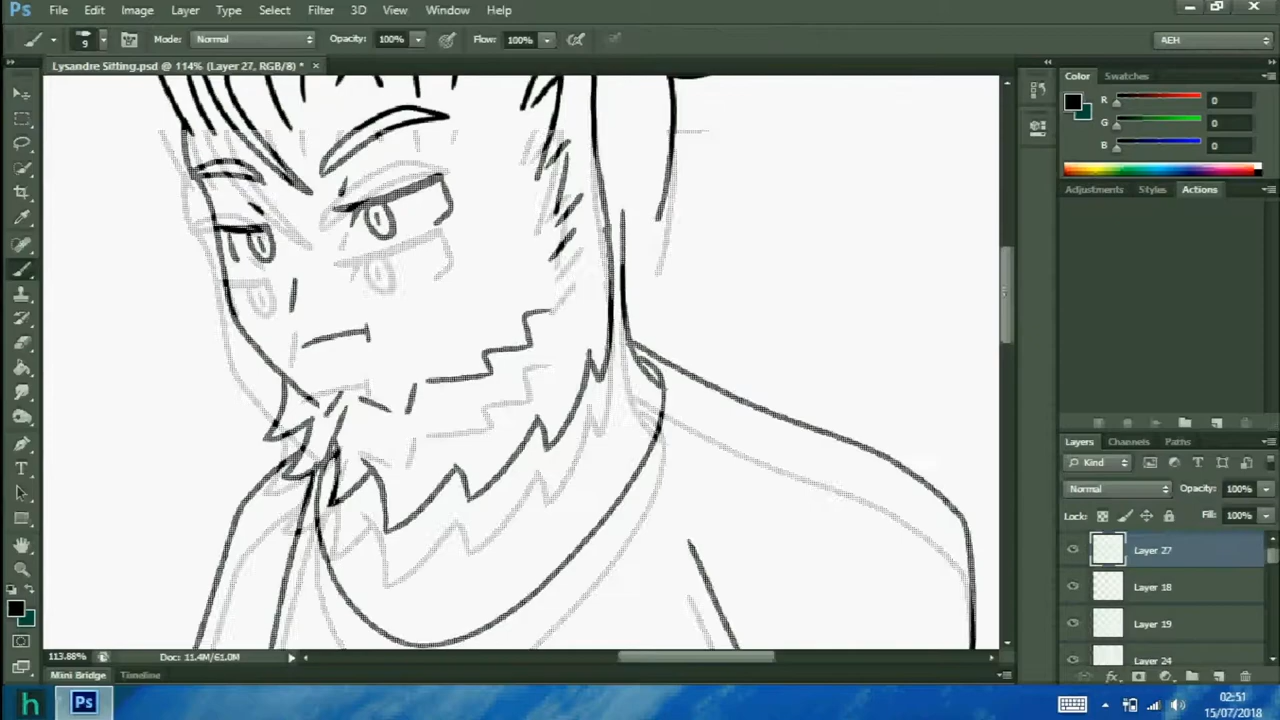 Ps File Edit Image Layer Type Select Filter 3D View Window Help
9 Mode: Normal Opacity: 100% Flow: 100% AEH
Lysandre Sitting.psd @ 114% (Layer 27, RGB/8) * ×
Color Swatches
R 0
G 0
B 0
Adjustments Styles Actions
Layers Channels Paths
Kind
Normal Opacity: 100%
Lock: Fill: 100%
Layer 27
Layer 18
Layer 19
Layer 24
113.88% Doc: 11.4M/61.0M
Mini Bridge Timeline
h Ps 02:51
15/07/2018